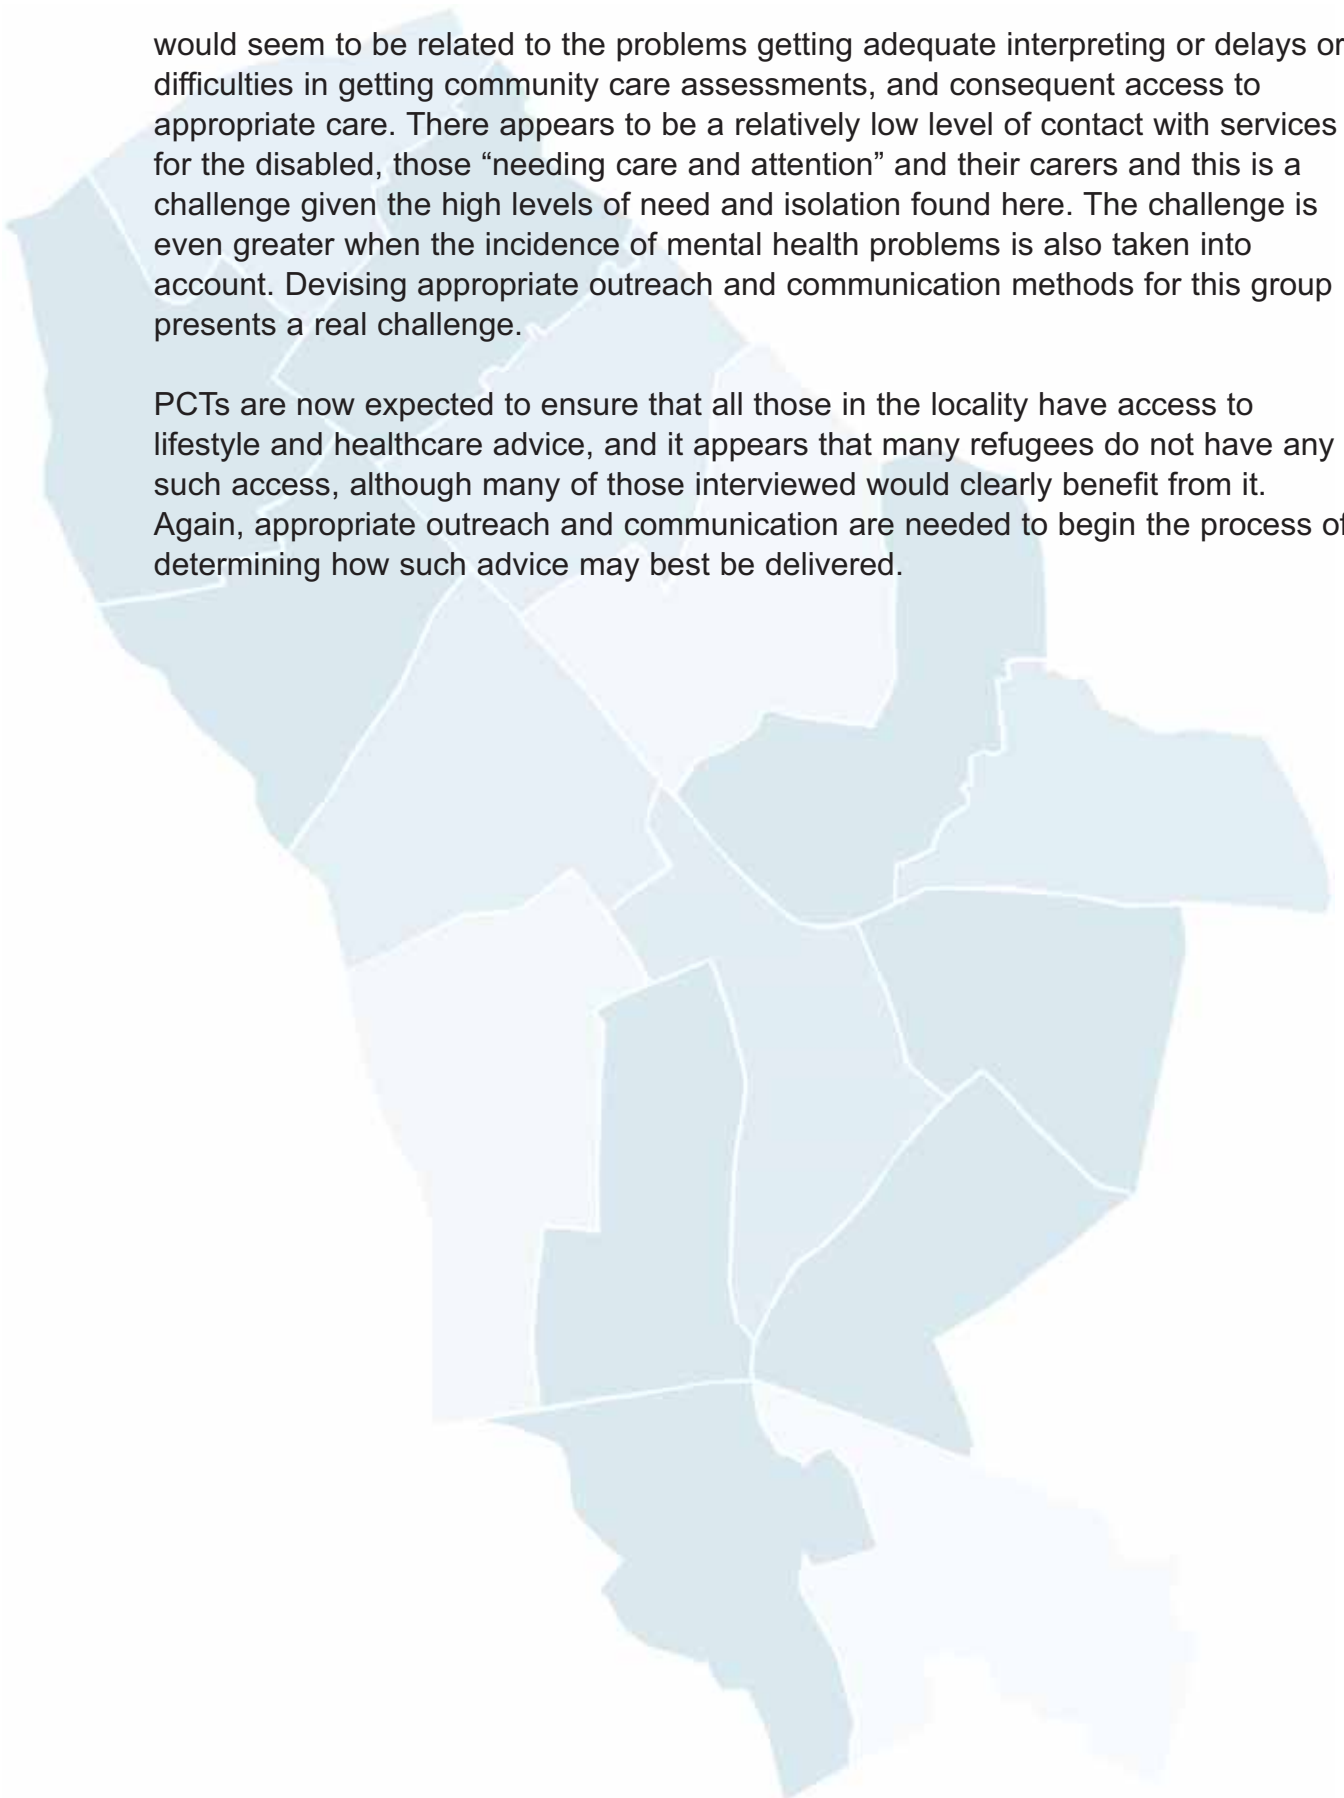 would seem to be related to the problems getting adequate interpreting or delays or
difficulties in getting community care assessments, and consequent access to
appropriate care. There appears to be a relatively low level of contact with services
for the disabled, those “needing care and attention” and their carers and this is a
challenge given the high levels of need and isolation found here. The challenge is
even greater when the incidence of mental health problems is also taken into
account. Devising appropriate outreach and communication methods for this group
presents a real challenge.
PCTs are now expected to ensure that all those in the locality have access to
lifestyle and healthcare advice, and it appears that many refugees do not have any
such access, although many of those interviewed would clearly benefit from it.
Again, appropriate outreach and communication are needed to begin the process of
determining how such advice may best be delivered.